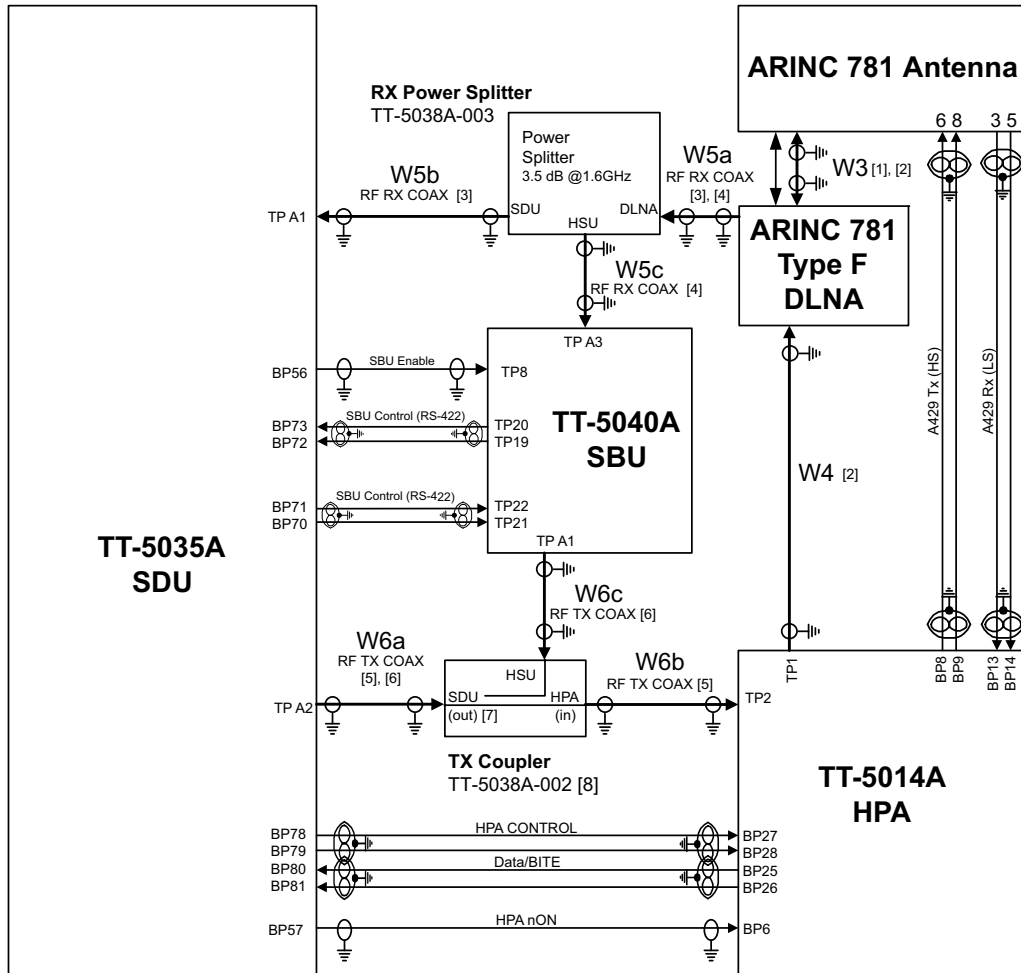 ARINC 781 Antenna
6 8 3 5
RX Power Splitter
TT-5038A-003
Power
Splitter
3.5 dB @1.6GHz
SDU
HSU
DLNA
W5b
RF RX COAX [3]
TP A1
W5a
RF RX COAX
[3], [4]
W3 [1], [2]
ARINC 781
Type F
DLNA
W5c
RF RX COAX [4]
TP A3
BP56
SBU Enable
TP8
BP73
BP72
SBU Control (RS-422)
TP20
TP19
TT-5040A
SBU
BP71
BP70
SBU Control (RS-422)
TP22
TP21
TP A1
A429 Tx (HS)
A429 Rx (LS)
W4 [2]
TT-5035A
SDU
W6c
RF TX COAX [6]
W6a
RF TX COAX
[5], [6]
TP A2
HSU
SDU
(out) [7]
HPA
(in)
W6b
RF TX COAX [5]
TP1
BP8
BP9
BP13
BP14
TP2
TX Coupler
TT-5038A-002 [8]
TT-5014A
HPA
BP78
BP79
HPA CONTROL
BP27
BP28
BP80
BP81
Data/BITE
BP25
BP26
BP57
HPA nON
BP6